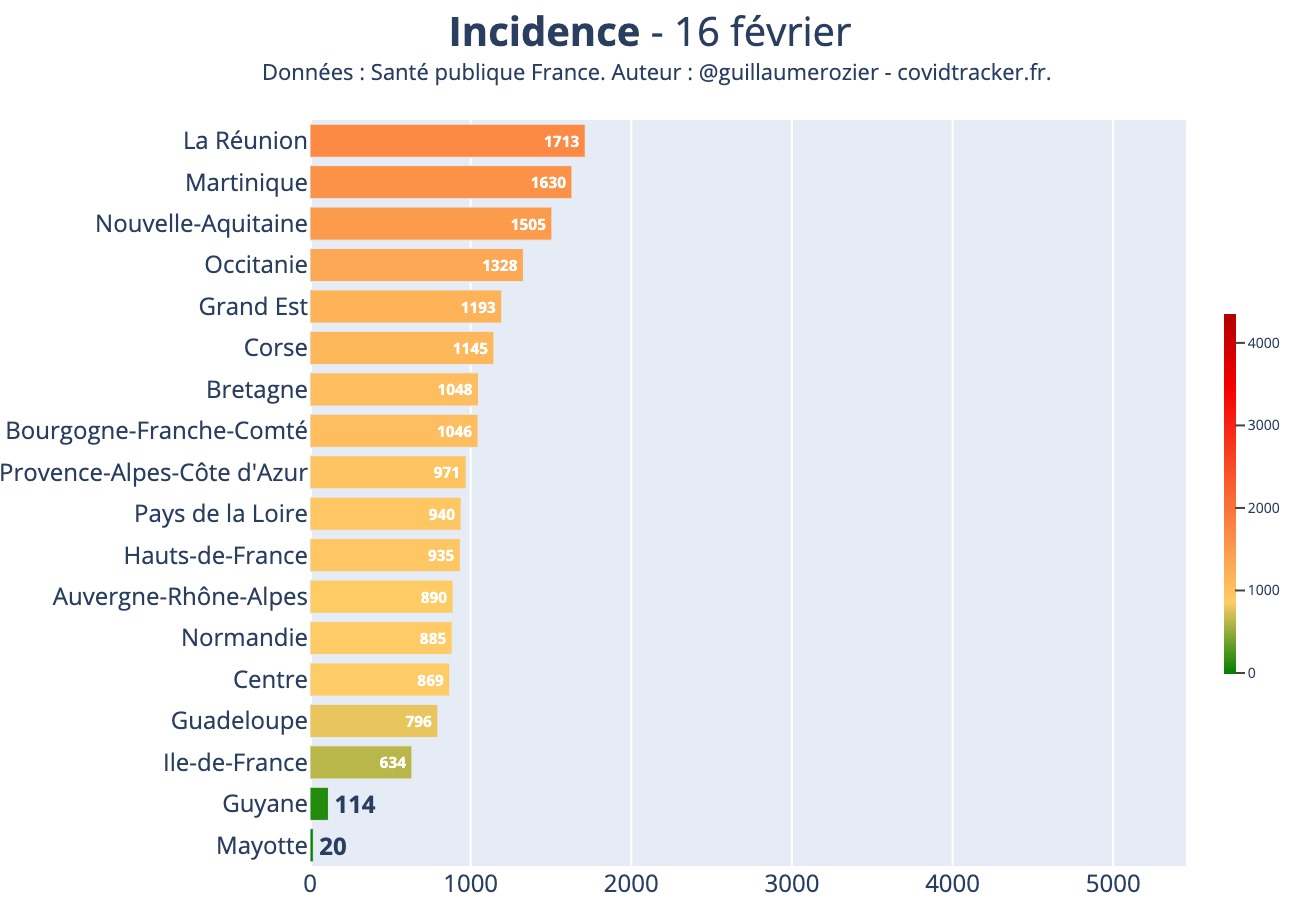 Incidence - 16 février
Données : Santé publique France. Auteur : @guillaumerozier - covidtracker.fr.
La Réunion 1713
Martinique 1630
Nouvelle-Aquitaine 1505
Occitanie 1328
Grand Est 1193
Corse 1145
Bretagne 1048
Bourgogne-Franche-Comté 1046
Provence-Alpes-Côte d'Azur 971
Pays de la Loire 940
Hauts-de-France 935
Auvergne-Rhône-Alpes 890
Normandie 885
Centre 869
Guadeloupe 796
Ile-de-France 634
Guyane 114
Mayotte 20
0 1000 2000 3000 4000 5000
4000
3000
2000
1000
0